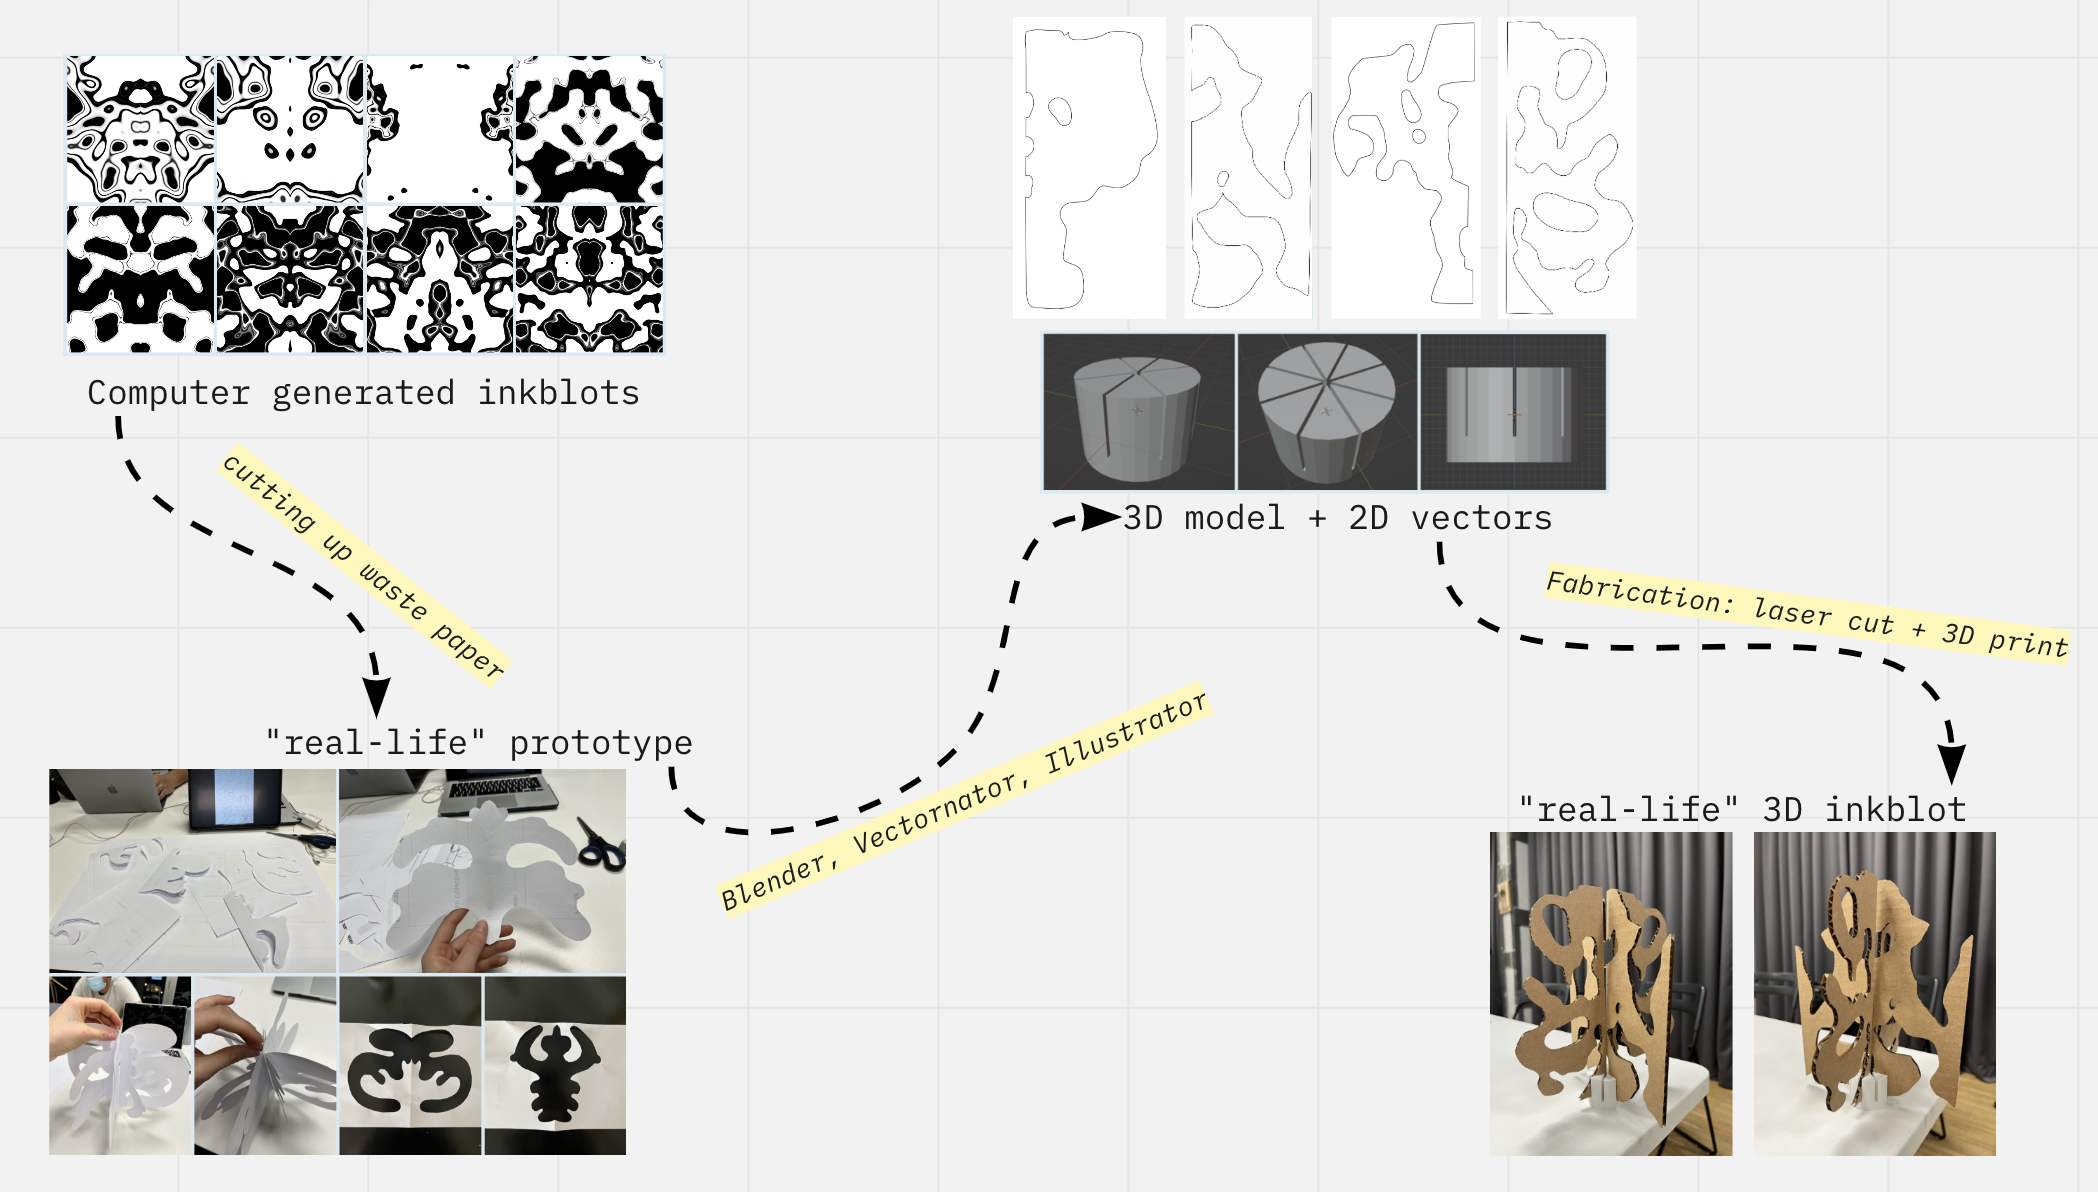 Computer generated inkblots
cutting up waste paper
"real-life" prototype
Blender, Vectornator, Illustrator
3D model + 2D vectors
Fabrication: laser cut + 3D print
"real-life" 3D inkblot